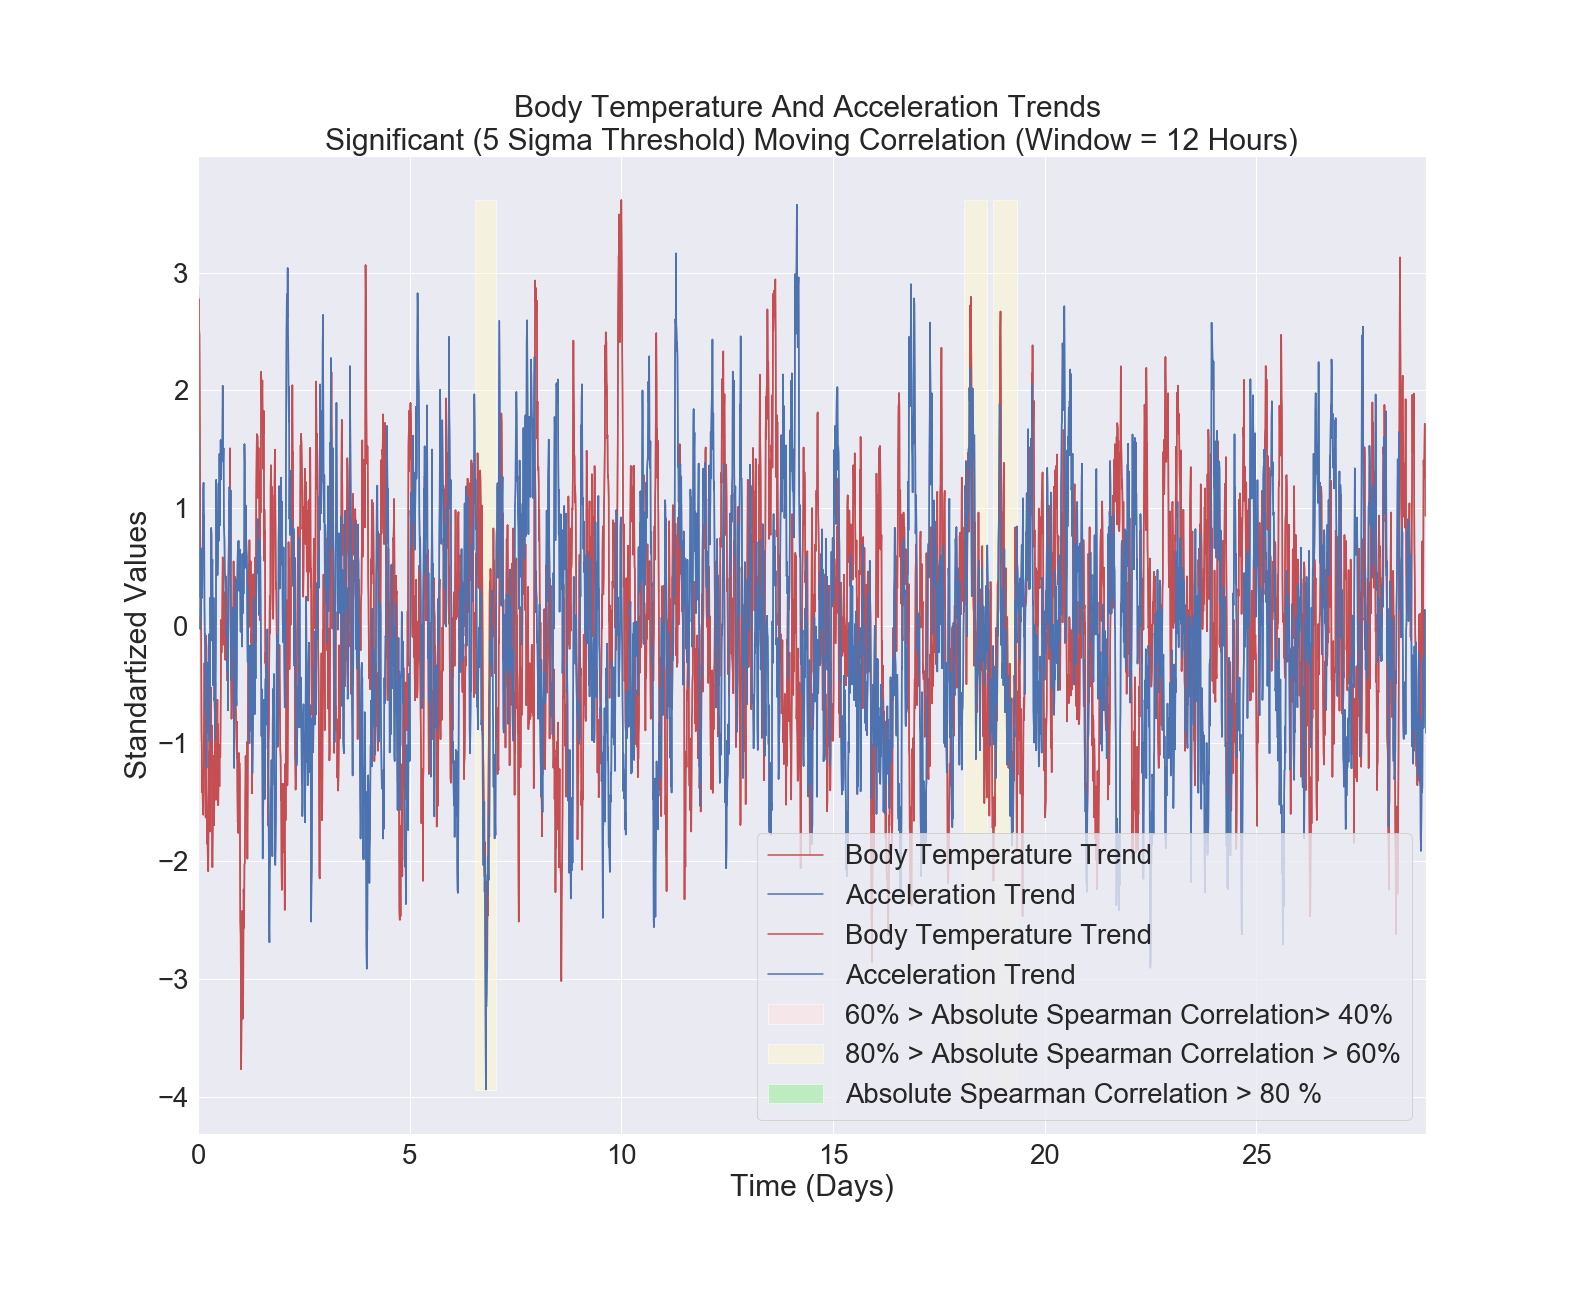 Body Temperature And Acceleration Trends
Significant (5 Sigma Threshold) Moving Correlation (Window = 12 Hours)
Standartized Values
3
2
1
0
−1
−2
−3
−4
Body Temperature Trend
Acceleration Trend
Body Temperature Trend
Acceleration Trend
60% > Absolute Spearman Correlation> 40%
80% > Absolute Spearman Correlation > 60%
Absolute Spearman Correlation > 80 %
0 5 10 15 20 25
Time (Days)